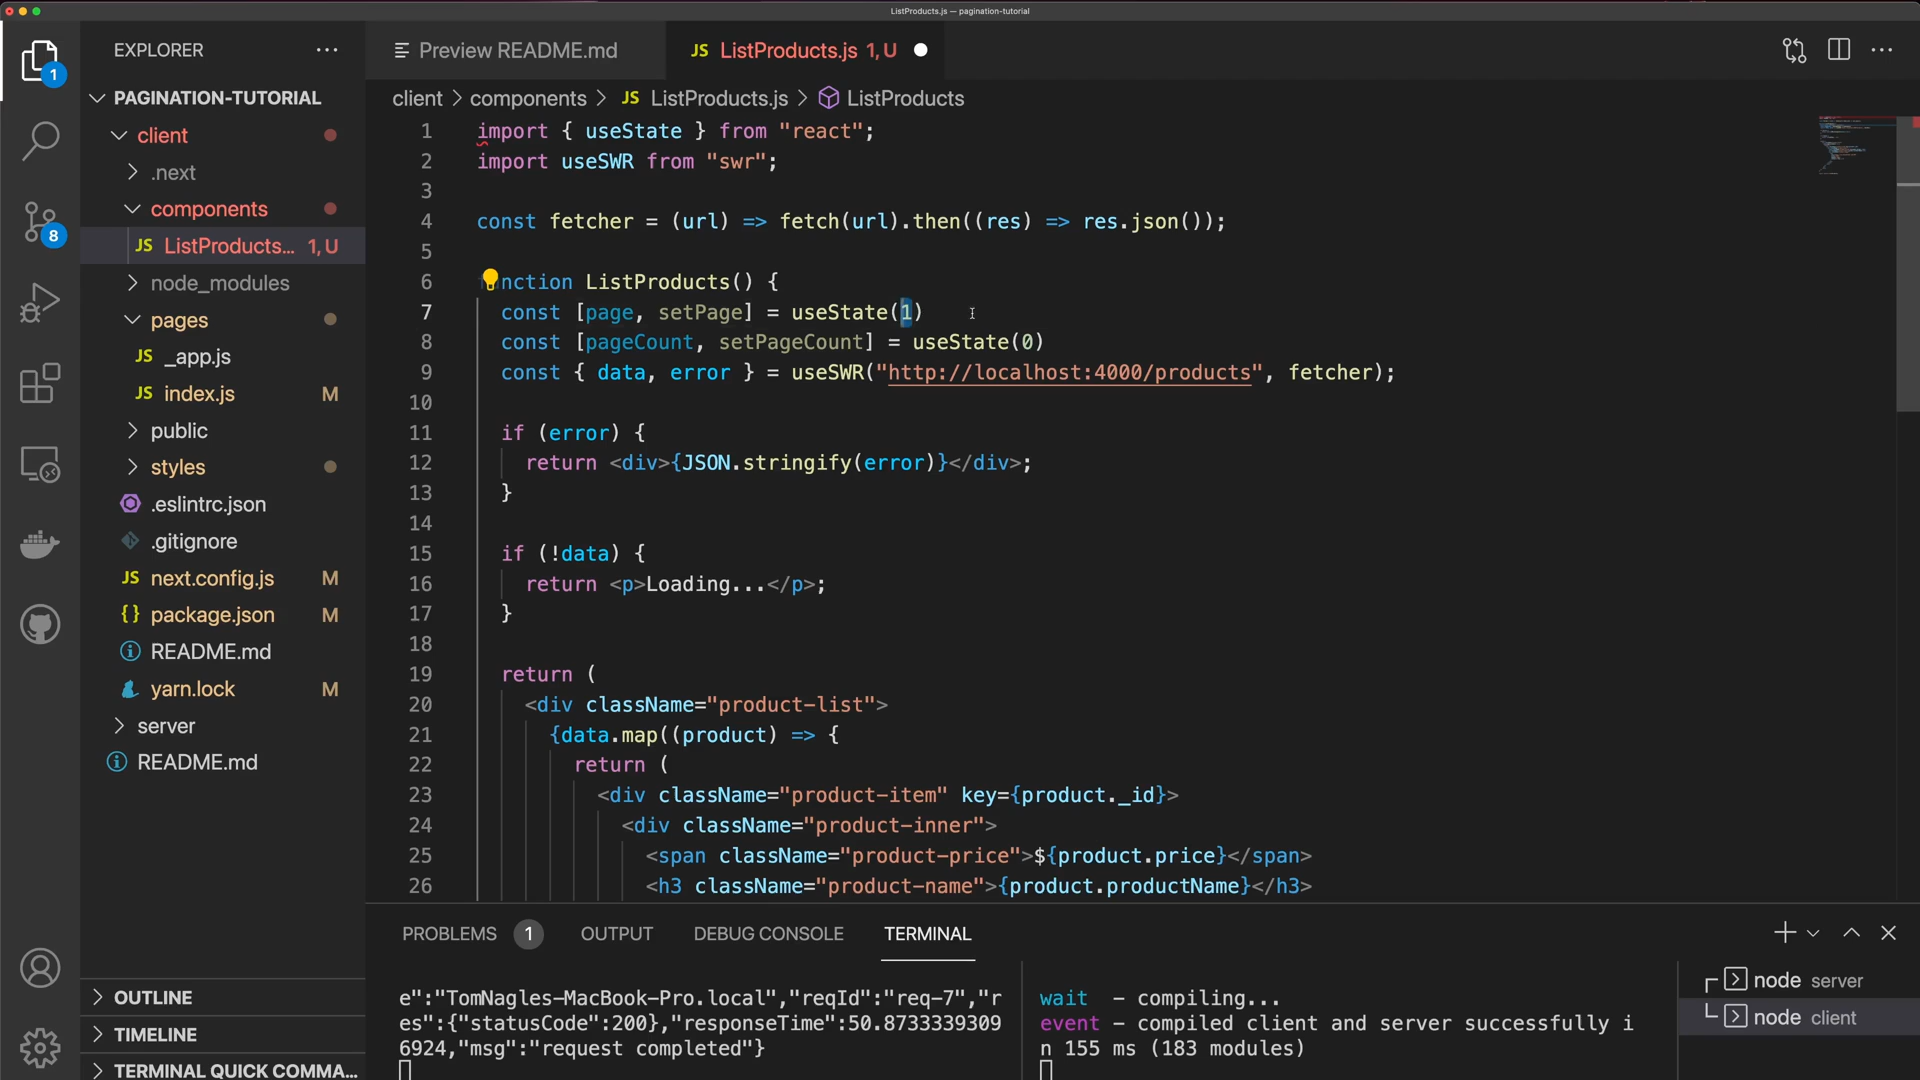 ListProducts.js — pagination-tutorial
EXPLORER
Preview README.md
JS ListProducts.js 1, U
1
PAGINATION-TUTORIAL
client > components > JS ListProducts.js > ListProducts
client
.next
components
JS ListProducts... 1, U
node_modules
pages
JS _app.js
JS index.js M
public
styles
.eslintrc.json
.gitignore
JS next.config.js M
{} package.json M
README.md
yarn.lock M
server
README.md
8
OUTLINE
TIMELINE
TERMINAL QUICK COMMA...
1 import { useState } from "react";
2 import useSWR from "swr";
3
4 const fetcher = (url) => fetch(url).then((res) => res.json());
5
6 nction ListProducts() {
7 const [page, setPage] = useState(1)
8 const [pageCount, setPageCount] = useState(0)
9 const { data, error } = useSWR("http://localhost:4000/products", fetcher);
10
11 if (error) {
12 return <div>{JSON.stringify(error)}</div>;
13 }
14
15 if (!data) {
16 return <p>Loading...</p>;
17 }
18
19 return (
20 <div className="product-list">
21 {data.map((product) => {
22 return (
23 <div className="product-item" key={product._id}>
24 <div className="product-inner">
25 <span className="product-price">${product.price}</span>
26 <h3 className="product-name">{product.productName}</h3>
PROBLEMS 1 OUTPUT DEBUG CONSOLE TERMINAL
e":"TomNagles-MacBook-Pro.local","reqId":"req-7","r
es":{"statusCode":200},"responseTime":50.8733339309
6924,"msg":"request completed"}
wait - compiling...
event - compiled client and server successfully i
n 155 ms (183 modules)
node server
node client